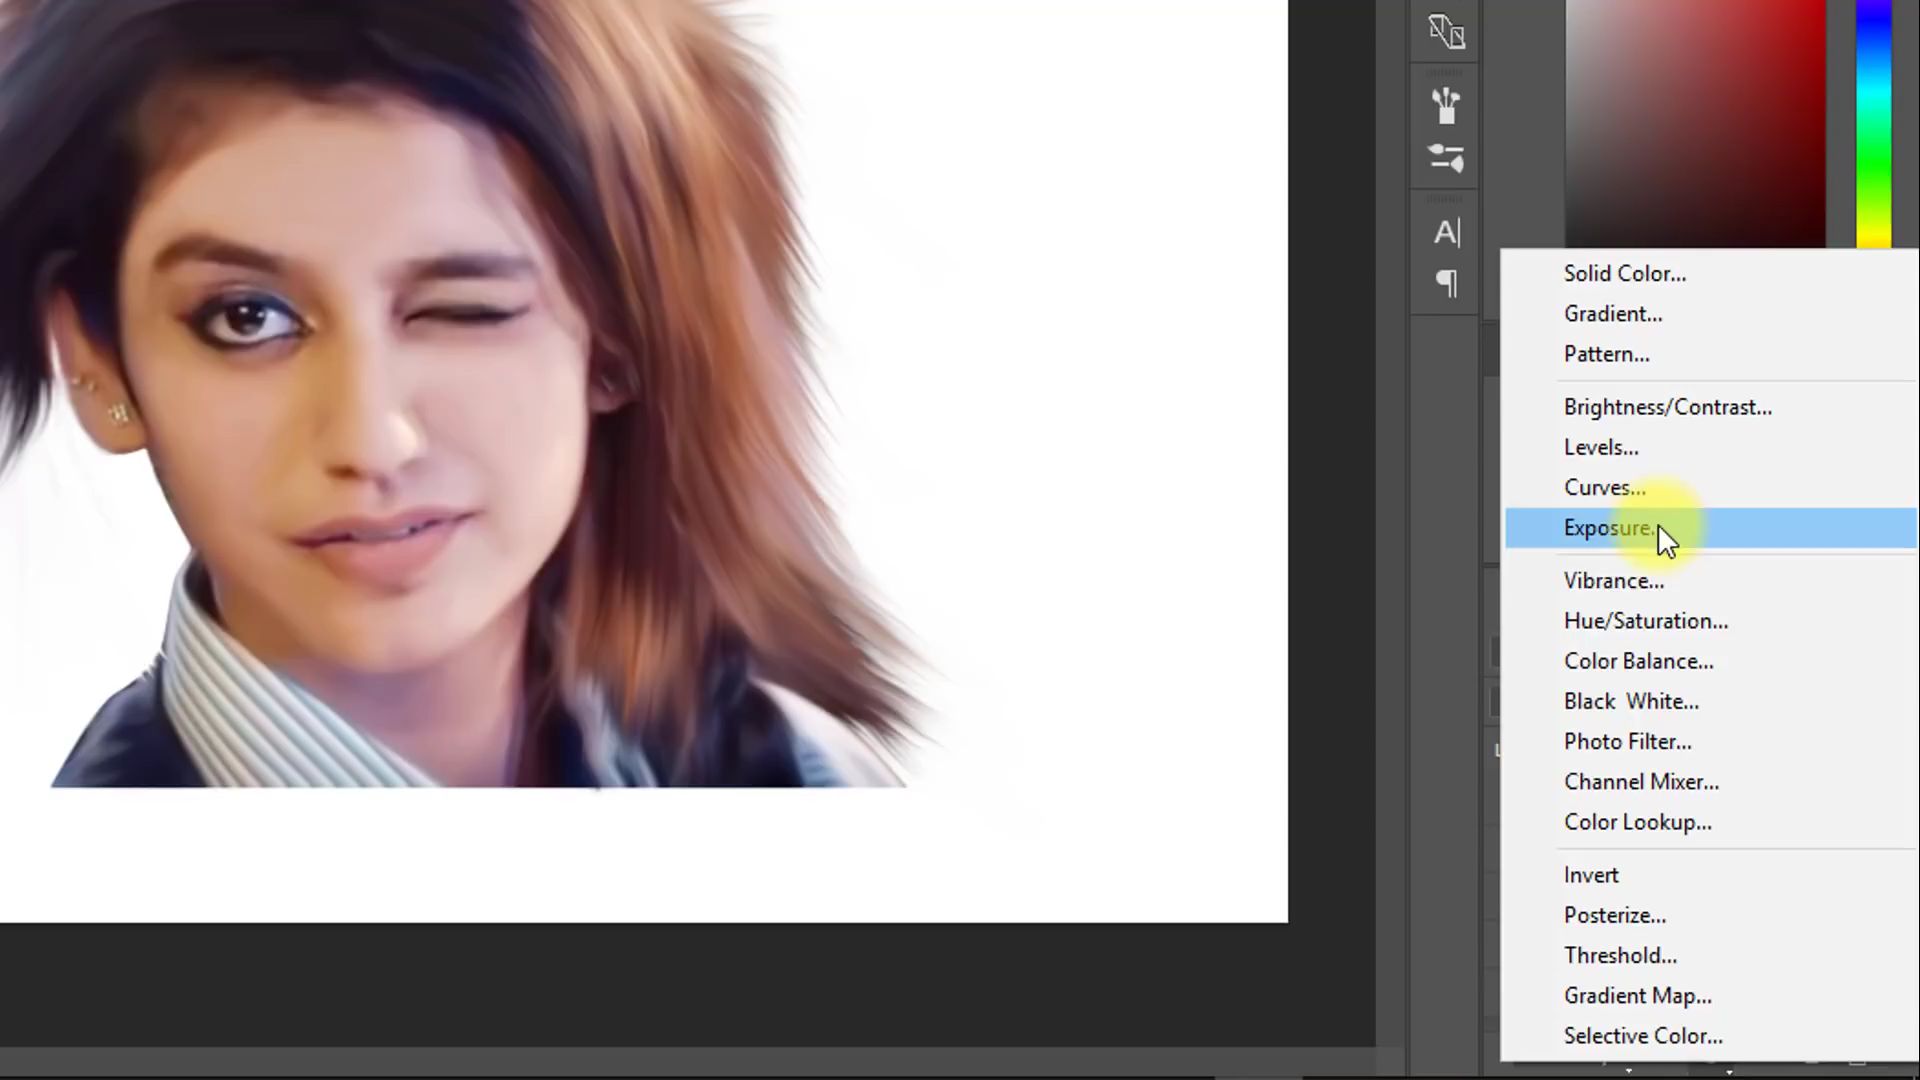 A|
Solid Color...
Gradient...
Pattern...
Brightness/Contrast...
Levels...
Curves...
Exposure..
Vibrance...
Hue/Saturation...
Color Balance...
Black  White...
Photo Filter...
Channel Mixer...
Color Lookup...
Invert
Posterize...
Threshold...
Gradient Map...
Selective Color...